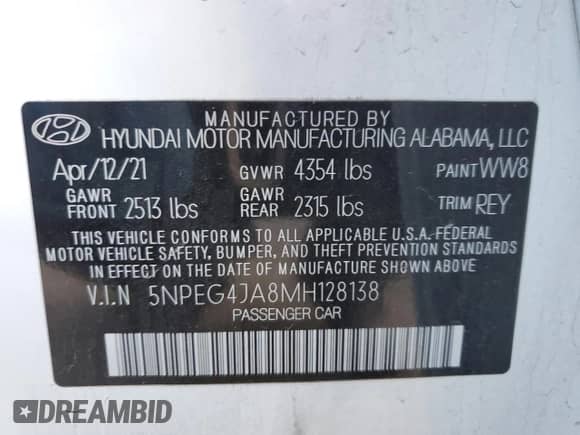 MANUFACTURED BY
HYUNDAI MOTOR MANUFACTURING ALABAMA, LLC
Apr/12/21 GVWR 4354 lbs PAINT WW8
GAWR FRONT 2513 lbs GAWR REAR 2315 lbs TRIM REY
THIS VEHICLE CONFORMS TO ALL APPLICABLE U.S.A. FEDERAL
MOTOR VEHICLE SAFETY, BUMPER, AND THEFT PREVENTION STANDARDS
IN EFFECT ON THE DATE OF MANUFACTURE SHOWN ABOVE.
V.I.N 5NPEG4JA8MH128138
PASSENGER CAR
DREAMBID